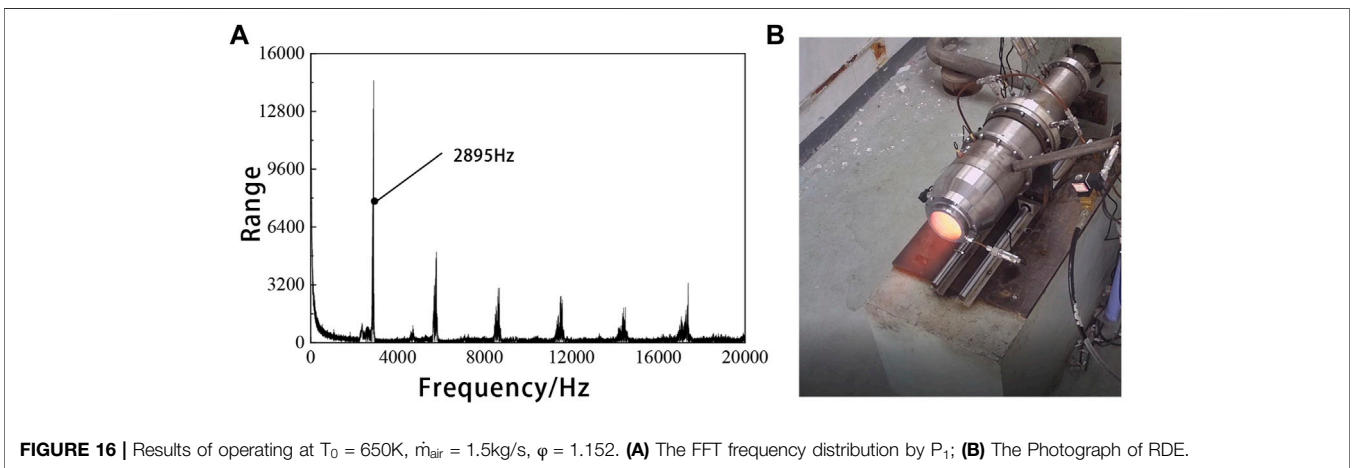 A
B
16000
12800
9600
6400
3200
0
Range
2895Hz
0 4000 8000 12000 16000 20000
Frequency/Hz
FIGURE 16 | Results of operating at T₀ = 650K, ṁair = 1.5kg/s, φ = 1.152. (A) The FFT frequency distribution by P₁; (B) The Photograph of RDE.